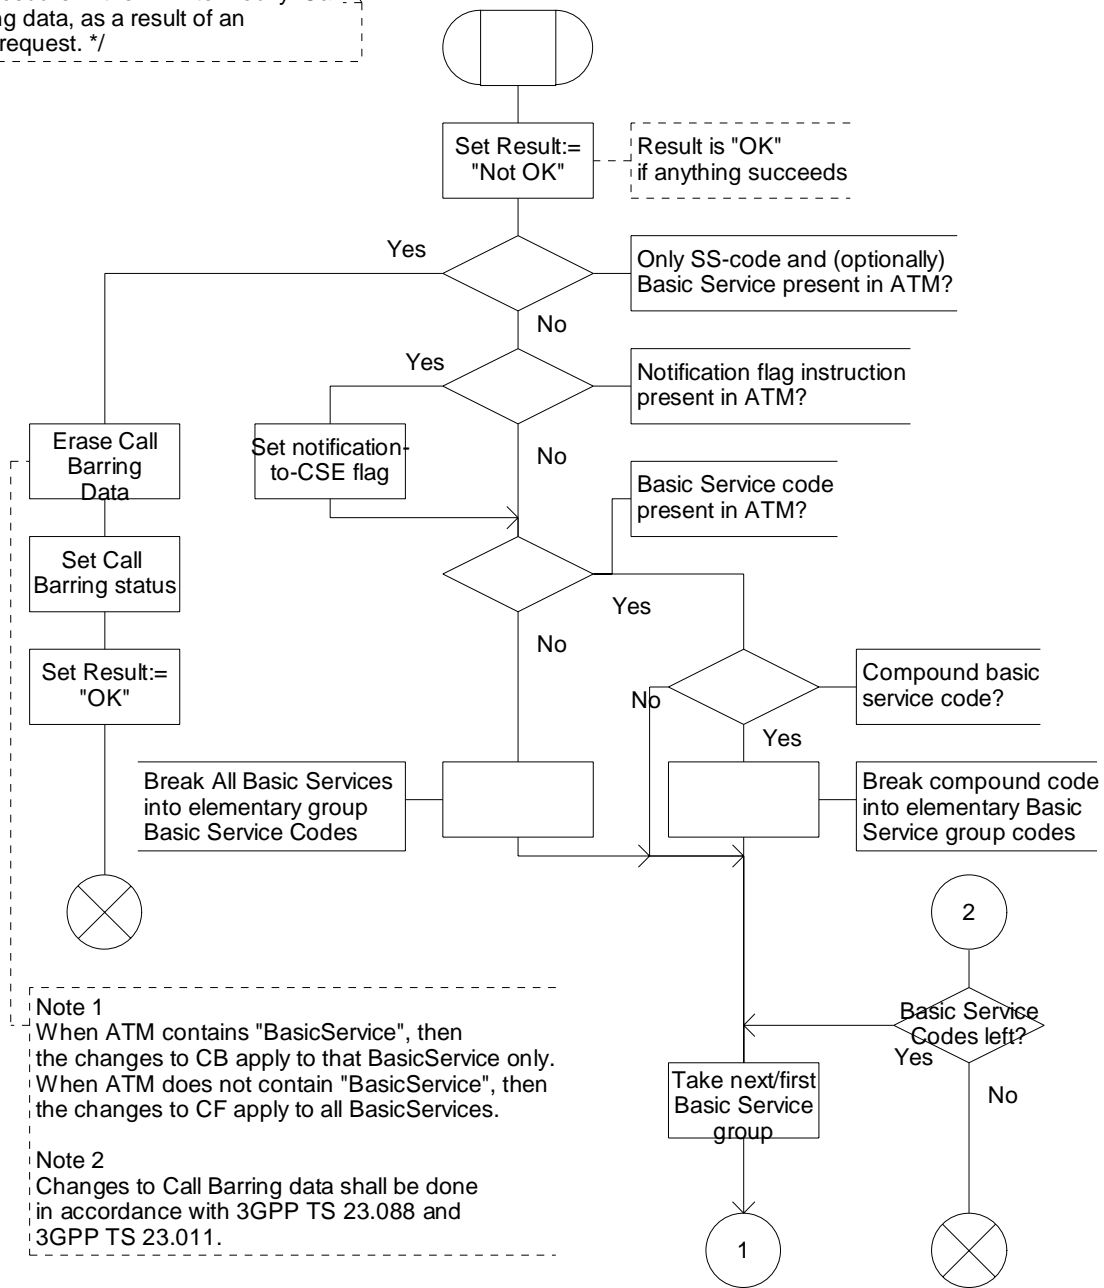 ng data, as a result of an
request. */
Set Result:=
"Not OK"
Result is "OK"
if anything succeeds
Yes
Only SS-code and (optionally)
Basic Service present in ATM?
No
Yes
Notification flag instruction
present in ATM?
Erase Call
Barring
Data
Set notification-
to-CSE flag
No
Basic Service code
present in ATM?
Set Call
Barring status
Yes
No
Set Result:=
"OK"
No
Compound basic
service code?
Yes
Break All Basic Services
into elementary group
Basic Service Codes
Break compound code
into elementary Basic
Service group codes
2
Note 1
When ATM contains "BasicService", then
the changes to CB apply to that BasicService only.
When ATM does not contain "BasicService", then
the changes to CF apply to all BasicServices.
Note 2
Changes to Call Barring data shall be done
in accordance with 3GPP TS 23.088 and
3GPP TS 23.011.
Basic Service
Codes left?
Yes
No
Take next/first
Basic Service
group
1